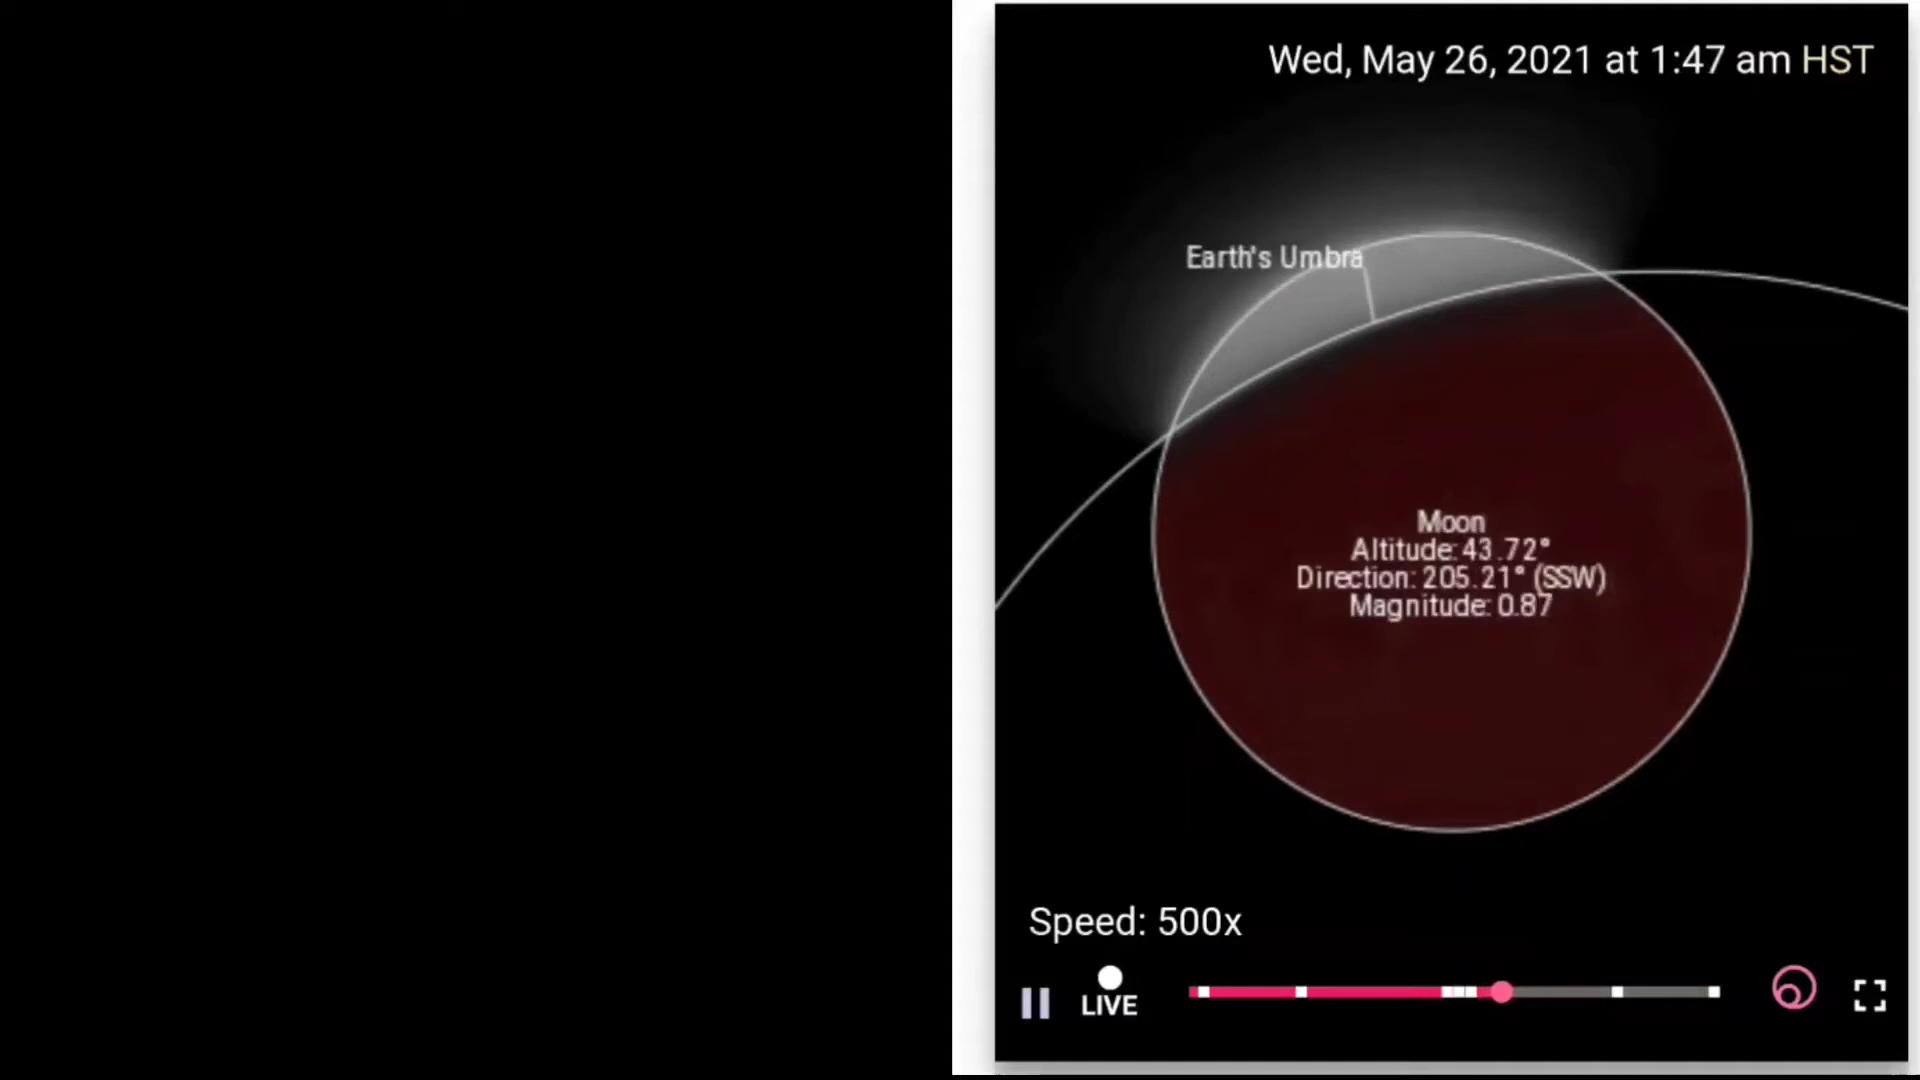 Wed, May 26, 2021 at 1:47 am HST
Earth's Umbra
Moon
Altitude: 43.72°
Direction: 205.21° (SSW)
Magnitude: 0.87
Speed: 500x
LIVE